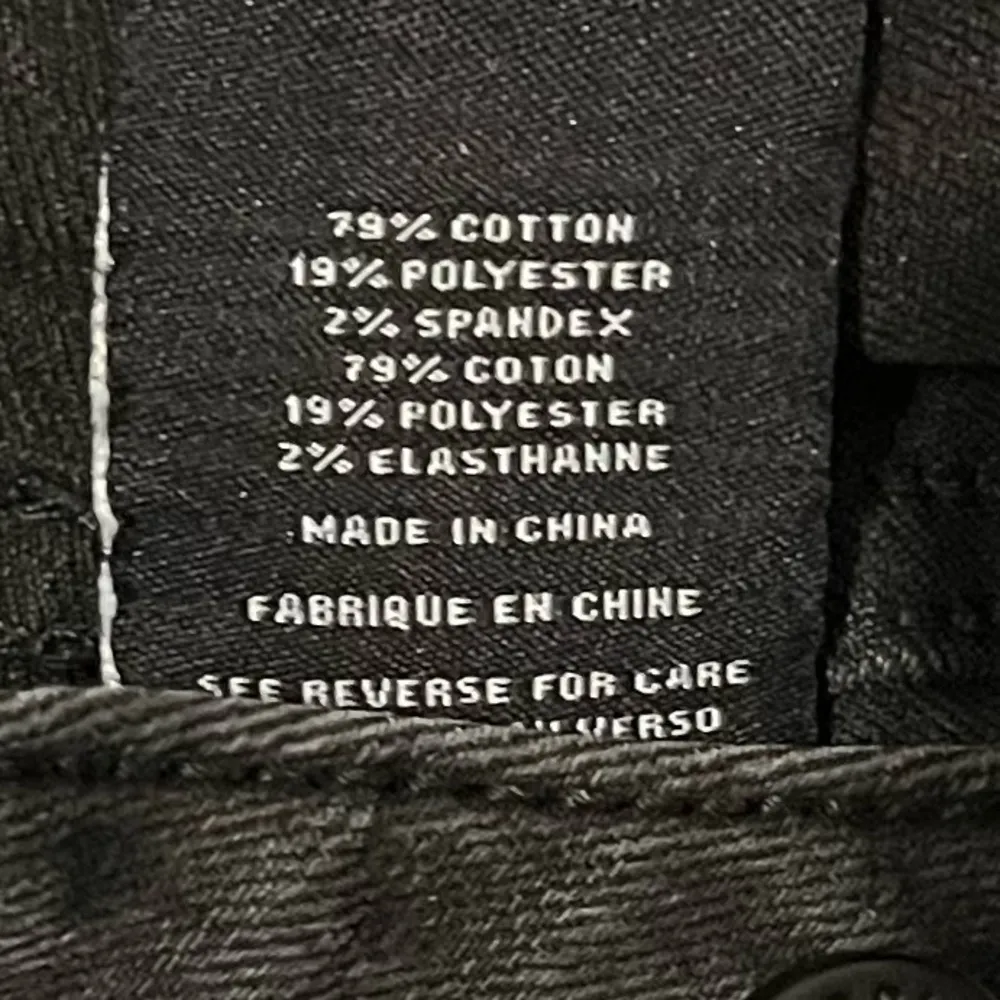 79% COTTON
19% POLYESTER
2% SPANDEX
79% COTON
19% POLYESTER
2% ELASTHANNE
MADE IN CHINA
FABRIQUE EN CHINE
SEE REVERSE FOR CARE
VERSO